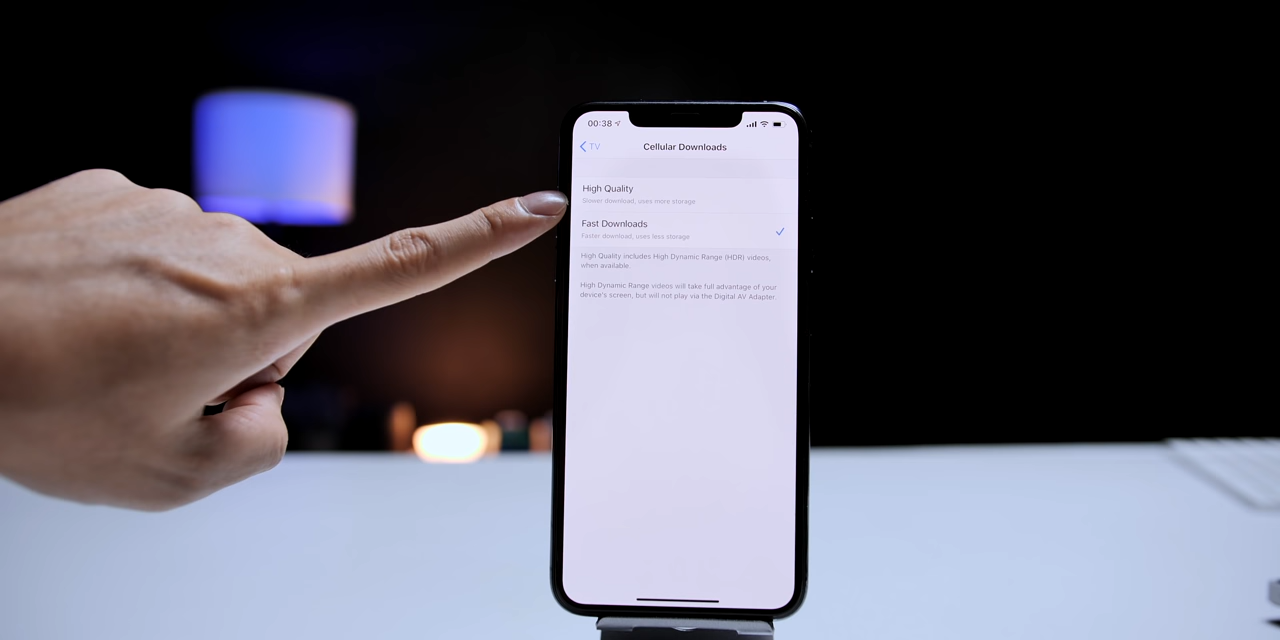 00:38
TV
Cellular Downloads
High Quality
Slower download, uses more storage
Fast Downloads
Faster download, uses less storage
High Quality includes High Dynamic Range (HDR) videos,
when available.
High Dynamic Range videos will take full advantage of your
device's screen, but will not play via the Digital AV Adapter.